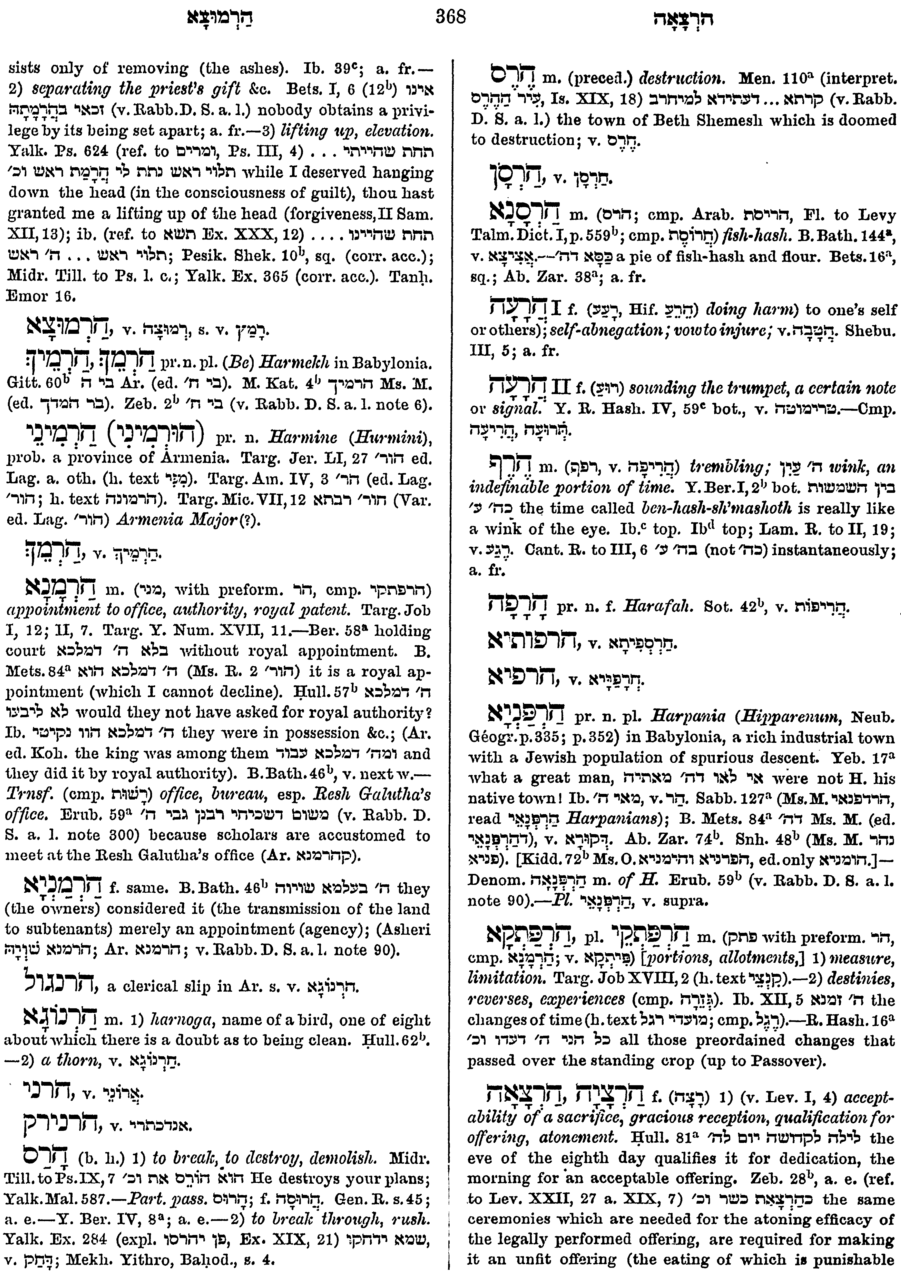 הַרְמוּצָא 368 הרצאה
sists only of removing (the ashes). Ib. 39ᶜ; a. fr.—
2) separating the priest's gift &c. Bets. I, 6 (12ᵇ) אינו
זכאי בהֲרָמָתָהּ (v. Rabb. D. S. a. l.) nobody obtains a privi-
lege by its being set apart; a. fr.—3) lifting up, elevation.
Yalk. Ps. 624 (ref. to ומרים, Ps. III, 4) תחת שהייתי . . .
תלוי ראש נתת לי הֲרָמַת ראש וכ' while I deserved hanging
down the head (in the consciousness of guilt), thou hast
granted me a lifting up of the head (forgiveness, II Sam.
XII, 13); ib. (ref. to תשא Ex. XXX, 12) . . . . תחת שהיינו
תלוי ראש ... ה' ראש; Pesik. Shek. 10ᵇ, sq. (corr. acc.);
Midr. Till. to Ps. l. c.; Yalk. Ex. 365 (corr. acc.). Tanḥ.
Emor 16.
הַרְמוּצָא, v. רְמוּצָה, s. v. רֶמֶץ.
הַרְמֵךְ, הַרְמֵיךְ pr. n. pl. (Be) Harmekh in Babylonia.
Gitt. 60ᵇ בי ה Ar. (ed. בי ח'). M. Kat. 4ᵇ הרמיך Ms. M.
(ed. בר המדך). Zeb. 2ᵇ בי ח' (v. Rabb. D. S. a. l. note 6).
הַרְמִינֵי (הוּרְמִינִי) pr. n. Harmine (Hurmini),
prob. a province of Armenia. Targ. Jer. LI, 27 הור' ed.
Lag. a. oth. (h. text מִנִּי). Targ. Am. IV, 3 הר' (ed. Lag.
הור'; h. text הרמונה). Targ. Mic. VII, 12 חור' רבתא (Var.
ed. Lag. הור') Armenia Major (?).
הַרְמֵךְ, v. הַרְמֵיךְ.
הַרְמָנָא m. (מני, with preform. הר, cmp. הרפתקי)
appointment to office, authority, royal patent. Targ. Job
I, 12; II, 7. Targ. Y. Num. XVII, 11.—Ber. 58ᵃ holding
court בלא ה' דמלכא without royal appointment. B.
Mets. 84ᵃ ה' דמלכא הוא (Ms. R. 2 הור') it is a royal ap-
pointment (which I cannot decline). Ḥull. 57ᵇ ה' דמלכא
לא ליבעו would they not have asked for royal authority?
Ib. ה' דמלכא הוו נקיטי they were in possession &c.; (Ar.
ed. Koh. ומה' דמלכא עבוד the king was among them and
they did it by royal authority). B. Bath. 46ᵇ, v. next w.—
Trnsf. (cmp. רְשׁוּת) office, bureau, esp. Resh Galutha's
office. Erub. 59ᵃ משום דשכיחי רבנן גבי ה' (v. Rabb. D.
S. a. l. note 300) because scholars are accustomed to
meet at the Resh Galutha's office (Ar. קהרמנא).
הַרְמַנְיָא f. same. B. Bath. 46ᵇ ה' בעלמא שויוה they
(the owners) considered it (the transmission of the land
to subtenants) merely an appointment (agency); (Asheri
הרמנא שַׁוְּיָהּ; Ar. הרמנא; v. Rabb. D. S. a. l. note 90).
הרנגול, a clerical slip in Ar. s. v. הַרְנוּגָא.
הַרְנוּגָא m. 1) harnoga, name of a bird, one of eight
about which there is a doubt as to being clean. Ḥull. 62ᵇ.
—2) a thorn, v. חַרְנוּגָא.
הרני, v. אֲרוֹנֵי.
הרנירק, v. אנדכתרי.
הָרַס (b. h.) 1) to break, to destroy, demolish. Midr.
Till. to Ps. IX, 7 הוא הורס את וכ' He destroys your plans;
Yalk. Mal. 587.—Part. pass. הָרוּס; f. הֲרוּסָה. Gen. R. s. 45;
a. e.—Y. Ber. IV, 8ᵃ; a. e.—2) to break through, rush.
Yalk. Ex. 284 (expl. פן יהרסו, Ex. XIX, 21) שמא ידחקו,
v. דָּחַק; Mekh. Yithro, Baḥod., s. 4.
הֶרֶס m. (preced.) destruction. Men. 110ᵃ (interpret.
עיר הַהֶרֶס, Is. XIX, 18) קרתא ... דעתידא למיחרב (v. Rabb.
D. S. a. l.) the town of Beth Shemesh which is doomed
to destruction; v. חֶרֶס.
הַרְסָן, v. חַרְסָן.
הַרְסָנָא m. (הרס; cmp. Arab. הריסת, Fl. to Levy
Talm. Dict. I, p. 559ᵇ; cmp. חֲרוֹסֶת) fish-hash. B. Bath. 144ᵃ,
v. אֲצִיצָא.—כַּסָּא דה' a pie of fish-hash and flour. Bets. 16ᵃ,
sq.; Ab. Zar. 38ᵃ; a. fr.
הֲרָעָה I f. (רָעַע, Hif. הֵרַע) doing harm) to one's self
or others); self-abnegation; vow to injure; v. הֲטָבָה. Shebu.
III, 5; a. fr.
הֲרָעָה II f. (רוּעַ) sounding the trumpet, a certain note
or signal. Y. R. Hash. IV, 59ᶜ bot., v. טרימוטה.—Cmp.
תְּרוּעָה, הֲרִיעָה.
הֶרֶף m. (רפף, v. הֲרִיפָה) trembling; ה' עַיִן wink, an
indefinable portion of time. Y. Ber. I, 2ᵇ bot. בין השמשות
כה' ע' the time called ben-hash-sh'mashoth is really like
a wink of the eye. Ib.ᶜ top. Ibᵈ top; Lam. R. to II, 19;
v. רֶגַע. Cant. R. to III, 6 בה' ע' (not כה') instantaneously;
a. fr.
הָרָפָה pr. n. f. Harafah. Sot. 42ᵇ, v. הֲרִיפוֹת.
הרפותיא, v. חַרְסְפִיתָא.
הרפיא, v. חֲרָפַיָּיא.
הַרְפַּנְיָא pr. n. pl. Harpania (Hipparenum, Neub.
Géogr. p. 335; p. 352) in Babylonia, a rich industrial town
with a Jewish population of spurious descent. Yeb. 17ᵃ
what a great man, אי לאו דה' מאתיה were not H. his
native town! Ib. מאי ה', v. הַר. Sabb. 127ᵃ (Ms. M. הרדפנאי,
read הַרְפְּנָאֵי Harpanians); B. Mets. 84ᵃ דה' Ms. M. (ed.
דהַרְפְּנָאֵי), v. דְּקוּרָא. Ab. Zar. 74ᵇ. Snh. 48ᵇ (Ms. M. נהר
פניא). [Kidd. 72ᵇ Ms. O. הפרניא והימניא, ed. only הומניא.]—
Denom. הַרְפְּנָאָה m. of H. Erub. 59ᵇ (v. Rabb. D. S. a. l.
note 90).—Pl. הַרְפְּנָאֵי, v. supra.
הַרְפַּתְקָא, pl. הַרְפַּתְקֵי m. (פתק with preform. הר,
cmp. הַרְמָנָא; v. פִּיתְקָא) [portions, allotments,] 1) measure,
limitation. Targ. Job XVIII, 2 (h. text קִנְצֵי).—2) destinies,
reverses, experiences (cmp. גְּזֵרָה). Ib. XII, 5 ה' זמנא the
changes of time (h. text מועדי רגל; cmp. רֶגֶל).—R. Hash. 16ᵃ
כל הני ה' דעדו וכ' all those preordained changes that
passed over the standing crop (up to Passover).
הַרְצָיָה, הַרְצָאָה f. (רָצָה) 1) (v. Lev. I, 4) accept-
ability of a sacrifice, gracious reception, qualification for
offering, atonement. Ḥull. 81ᵃ לילה לקדושה יום לה' the
eve of the eighth day qualifies it for dedication, the
morning for an acceptable offering. Zeb. 28ᵇ, a. e. (ref.
to Lev. XXII, 27 a. XIX, 7) כהַרְצָאַת כשר וכ' the same
ceremonies which are needed for the atoning efficacy of
the legally performed offering, are required for making
it an unfit offering (the eating of which is punishable